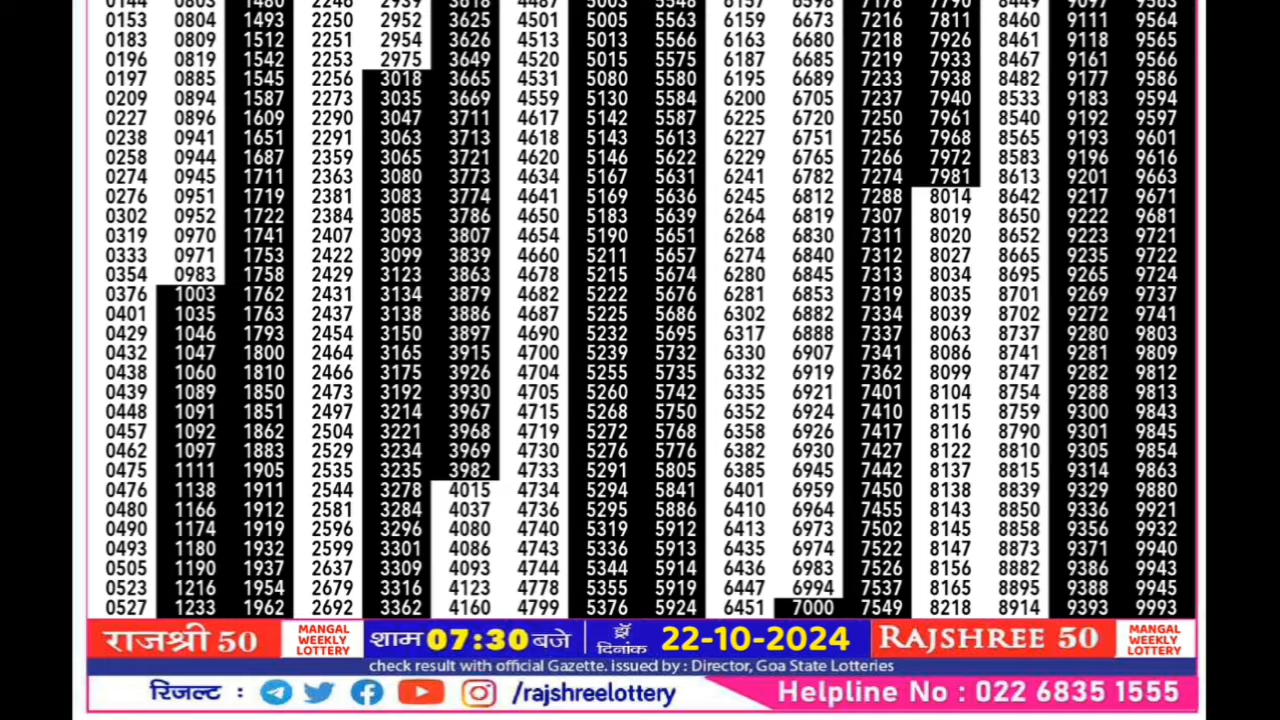 0153 0804 1493 2250 2952 3625 4501 5005 5563 6159 6673 7216 7811 8460 9111 9564
0183 0809 1512 2251 2954 3626 4513 5013 5566 6163 6680 7218 7926 8461 9118 9565
0196 0819 1542 2253 2975 3649 4520 5015 5575 6187 6685 7219 7933 8467 9161 9566
0197 0885 1545 2256 3018 3665 4531 5080 5580 6195 6689 7233 7938 8482 9177 9586
0209 0894 1587 2273 3035 3669 4559 5130 5584 6200 6705 7237 7940 8533 9183 9594
0227 0896 1609 2290 3047 3711 4617 5142 5587 6225 6720 7250 7961 8540 9192 9597
0238 0941 1651 2291 3063 3713 4618 5143 5613 6227 6751 7256 7968 8565 9193 9601
0258 0944 1687 2359 3065 3721 4620 5146 5622 6229 6765 7266 7972 8583 9196 9616
0274 0945 1711 2363 3080 3773 4634 5167 5631 6241 6782 7274 7981 8613 9201 9663
0276 0951 1719 2381 3083 3774 4641 5169 5636 6245 6812 7288 8014 8642 9217 9671
0302 0952 1722 2384 3085 3786 4650 5183 5639 6264 6819 7307 8019 8650 9222 9681
0319 0970 1741 2407 3093 3807 4654 5190 5651 6268 6830 7311 8020 8652 9223 9721
0333 0971 1753 2422 3099 3839 4660 5211 5657 6274 6840 7312 8027 8665 9235 9722
0354 0983 1758 2429 3123 3863 4678 5215 5674 6280 6845 7313 8034 8695 9265 9724
0376 1003 1762 2431 3134 3879 4682 5222 5676 6281 6853 7319 8035 8701 9269 9737
0401 1035 1763 2437 3138 3886 4687 5225 5686 6302 6882 7334 8039 8702 9272 9741
0429 1046 1793 2454 3150 3897 4690 5232 5695 6317 6888 7337 8063 8737 9280 9803
0432 1047 1800 2464 3165 3915 4700 5239 5732 6330 6907 7341 8086 8741 9281 9809
0438 1060 1810 2466 3175 3926 4704 5255 5735 6332 6919 7362 8099 8747 9282 9812
0439 1089 1850 2473 3192 3930 4705 5260 5742 6335 6921 7401 8104 8754 9288 9813
0448 1091 1851 2497 3214 3967 4715 5268 5750 6352 6924 7410 8115 8759 9300 9843
0457 1092 1862 2504 3221 3968 4719 5272 5768 6358 6926 7417 8116 8790 9301 9845
0462 1097 1883 2529 3234 3969 4730 5276 5776 6382 6930 7427 8122 8810 9305 9854
0475 1111 1905 2535 3235 3982 4733 5291 5805 6385 6945 7442 8137 8815 9314 9863
0476 1138 1911 2544 3278 4015 4734 5294 5841 6401 6959 7450 8138 8839 9329 9880
0480 1166 1912 2581 3284 4037 4736 5295 5886 6410 6964 7455 8143 8850 9336 9921
0490 1174 1919 2596 3296 4080 4740 5319 5912 6413 6973 7502 8145 8858 9356 9932
0493 1180 1932 2599 3301 4086 4743 5336 5913 6435 6974 7522 8147 8873 9371 9940
0505 1190 1937 2637 3309 4093 4744 5344 5914 6436 6983 7526 8156 8882 9386 9943
0523 1216 1954 2679 3316 4123 4778 5355 5919 6447 6994 7537 8165 8895 9388 9945
0527 1233 1962 2692 3362 4160 4799 5376 5924 6451 7000 7549 8218 8914 9393 9993
राजश्री 50 MANGAL WEEKLY LOTTERY शाम 07:30 बजे ड्रॉ दिनांक 22-10-2024 RAJSHREE 50 MANGAL WEEKLY LOTTERY
check result with official Gazette. issued by : Director, Goa State Lotteries
रिजल्ट : /rajshreelottery Helpline No : 022 6835 1555